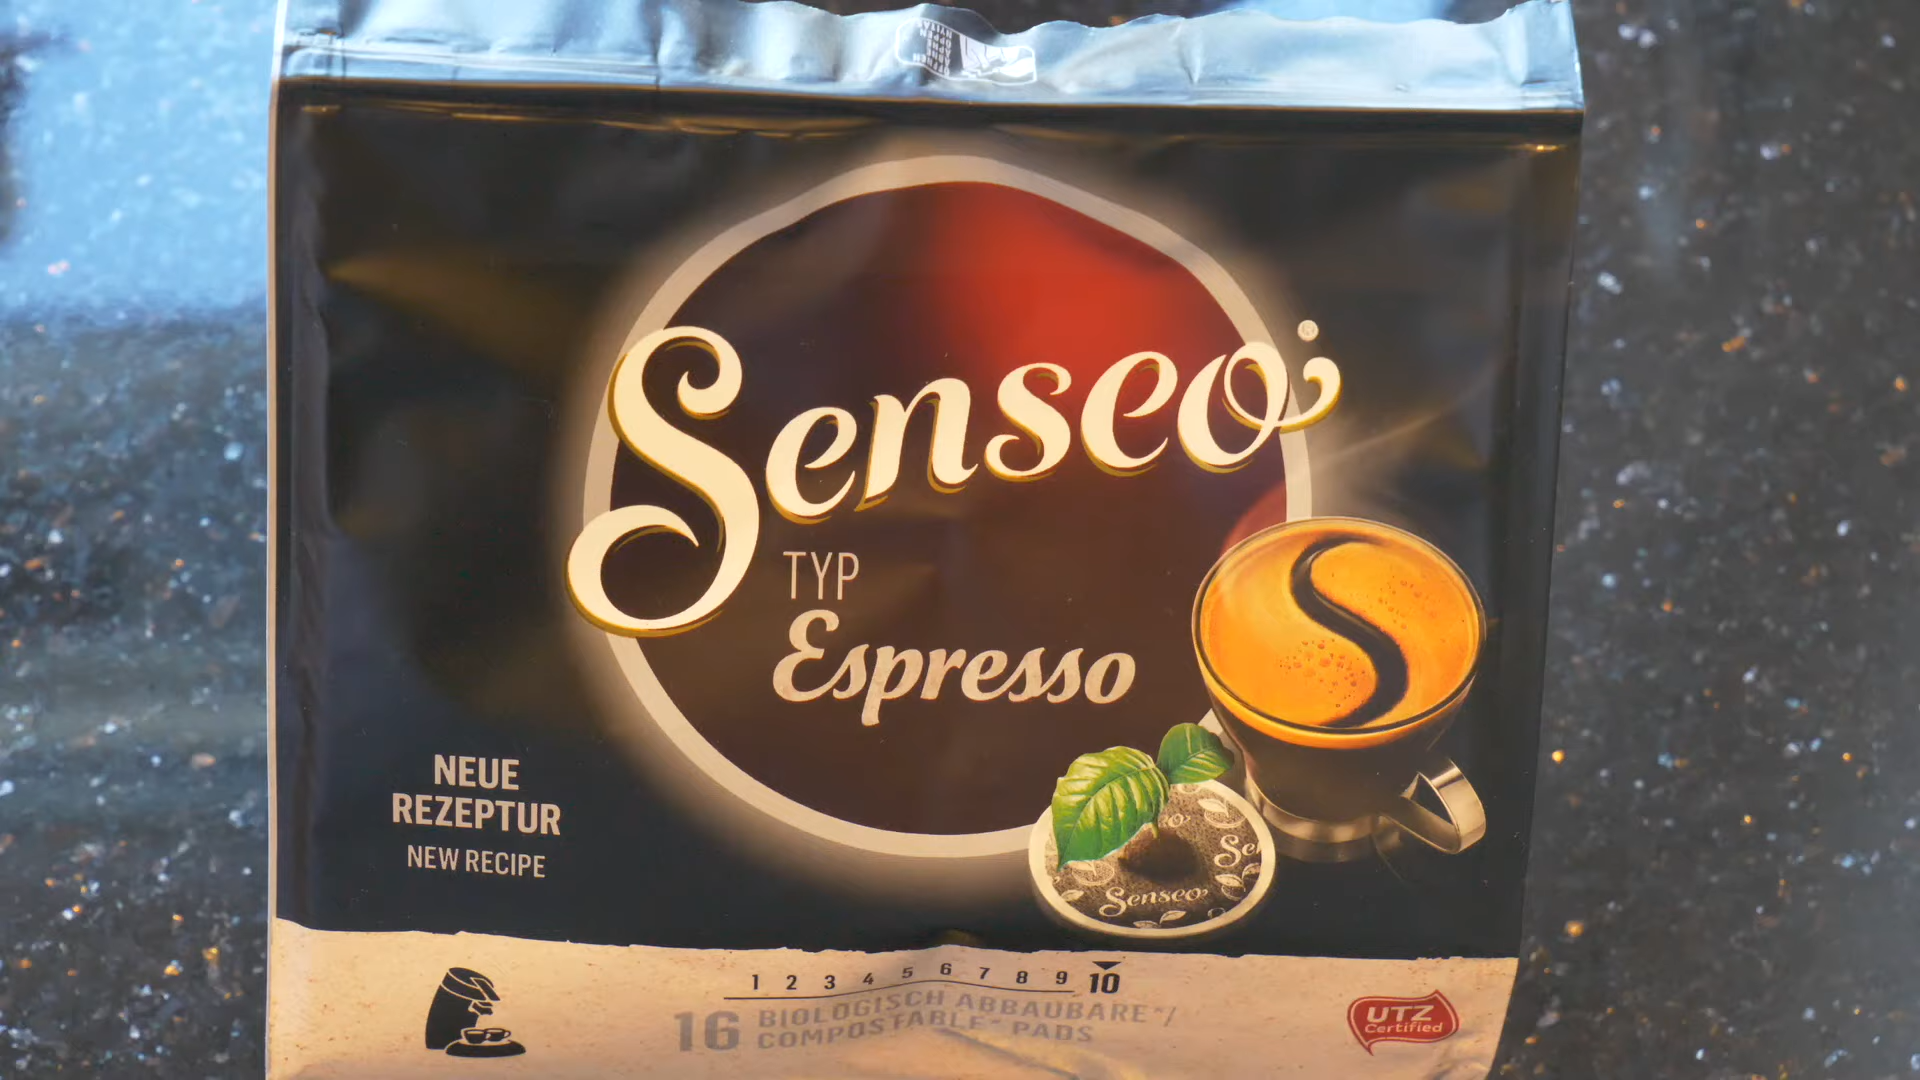 Senseo®
TYP
Espresso
NEUE
REZEPTUR
NEW RECIPE
Senseo
1 2 3 4 5 6 7 8 9 10
16 BIOLOGISCH ABBAUBARE*/
COMPOSTABLE* PADS
UTZ
Certified